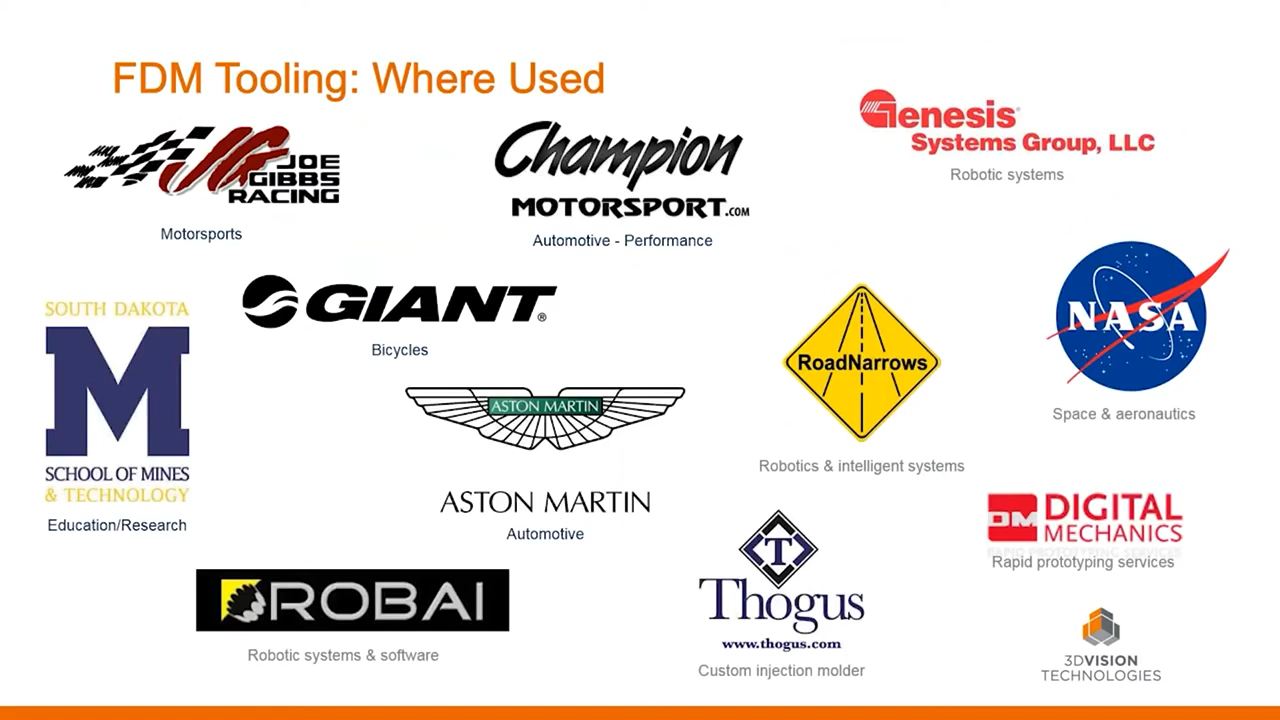 FDM Tooling: Where Used
JOE
GIBBS
RACING
Motorsports
Champion
MOTORSPORT.COM
Automotive - Performance
Genesis
Systems Group, LLC
Robotic systems
SOUTH DAKOTA
M
SCHOOL OF MINES
& TECHNOLOGY
Education/Research
GIANT®
Bicycles
ASTON MARTIN
ASTON MARTIN
Automotive
RoadNarrows
Robotics & intelligent systems
NASA
Space & aeronautics
ROBAI
Robotic systems & software
T
Thogus
www.thogus.com
Custom injection molder
DM DIGITAL
MECHANICS
RAPID PROTOTYPING SERVICES
Rapid prototyping services
3DVISION
TECHNOLOGIES